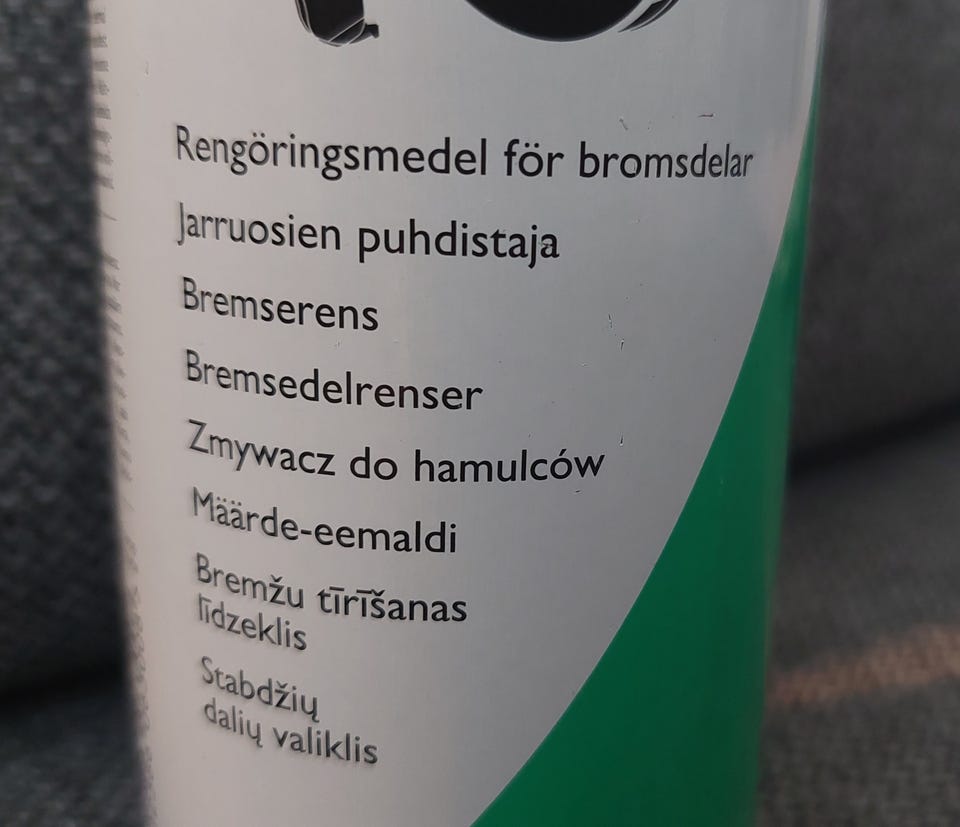 Rengöringsmedel för bromsdelar
Jarruosien puhdistaja
Bremserens
Bremsedelrenser
Zmywacz do hamulców
Määrde-eemaldi
Bremžu tīrīšanas
līdzeklis
Stabdžių
dalių valiklis